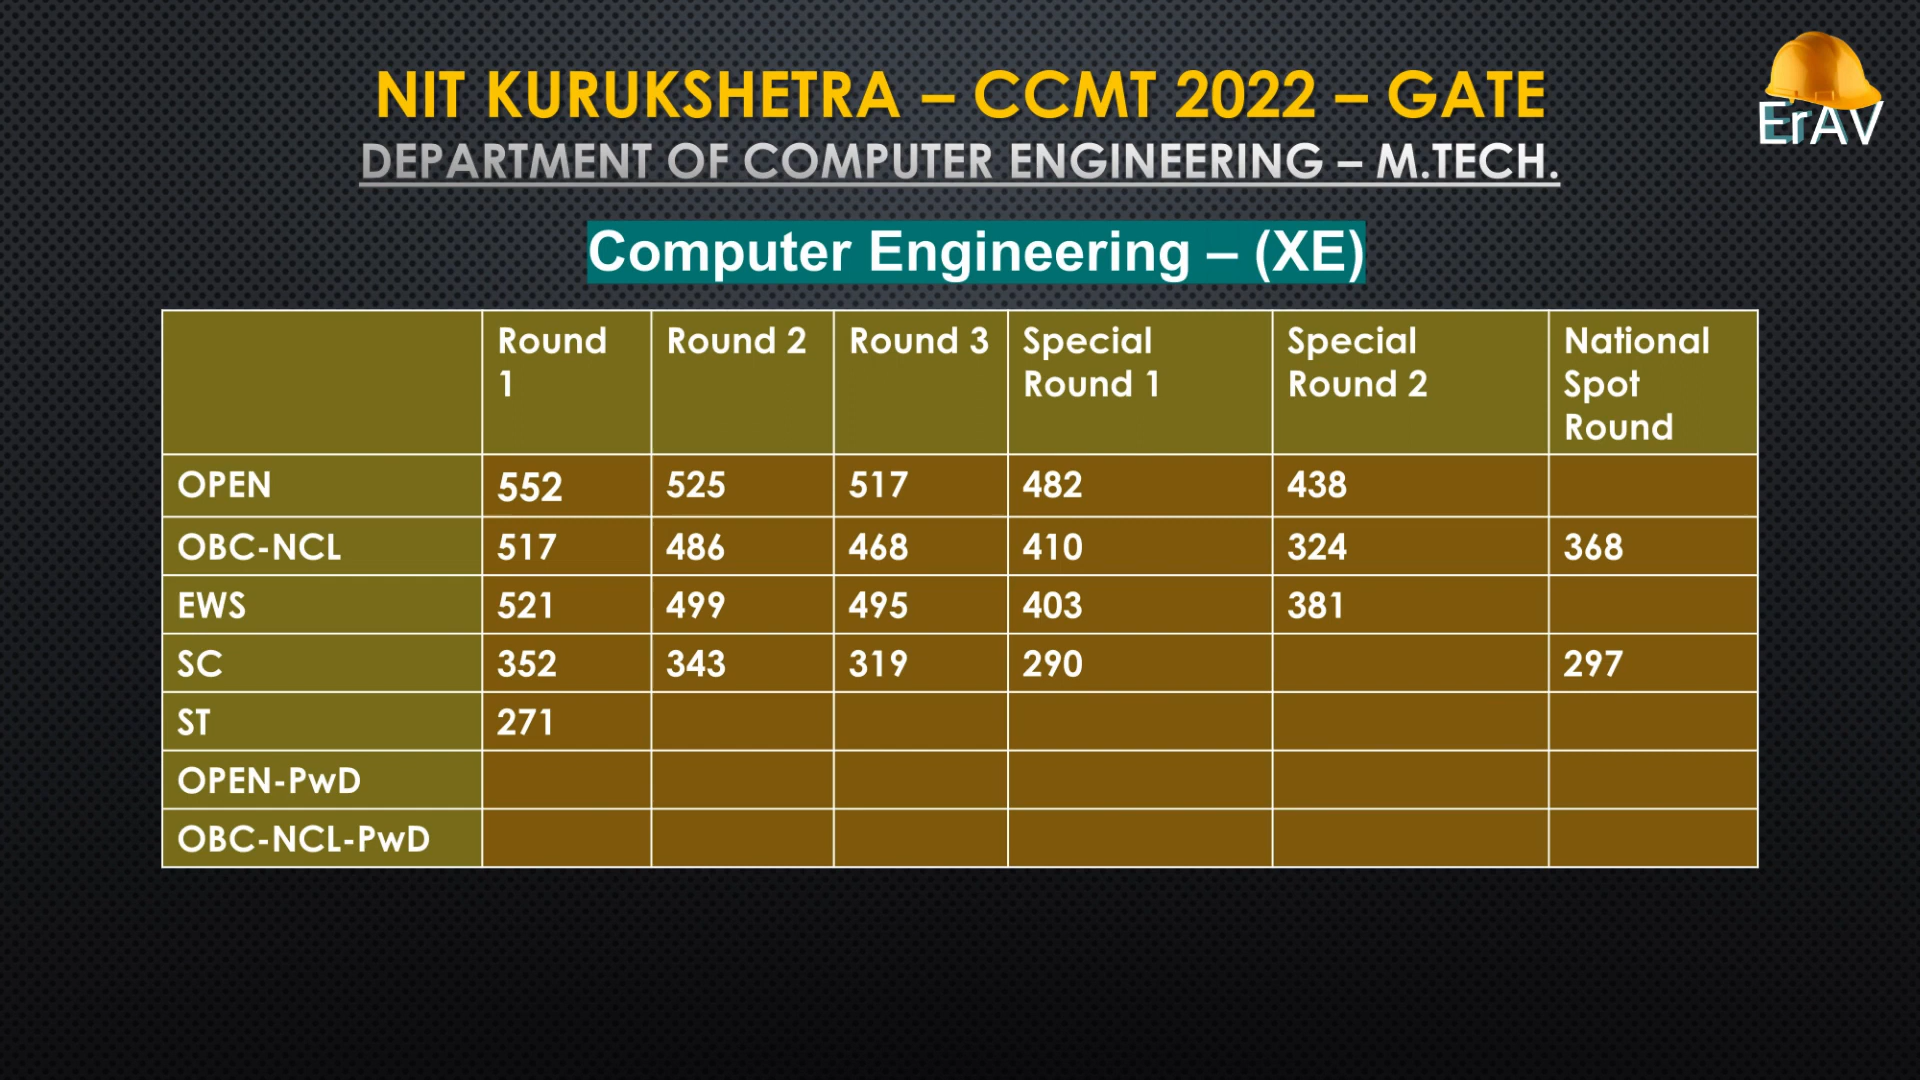 NIT KURUKSHETRA – CCMT 2022 – GATE
DEPARTMENT OF COMPUTER ENGINEERING – M.TECH.
ErAV
Computer Engineering – (XE)
Round 1 Round 2 Round 3 Special Round 1 Special Round 2 National Spot Round
OPEN 552 525 517 482 438
OBC-NCL 517 486 468 410 324 368
EWS 521 499 495 403 381
SC 352 343 319 290 297
ST 271
OPEN-PwD
OBC-NCL-PwD